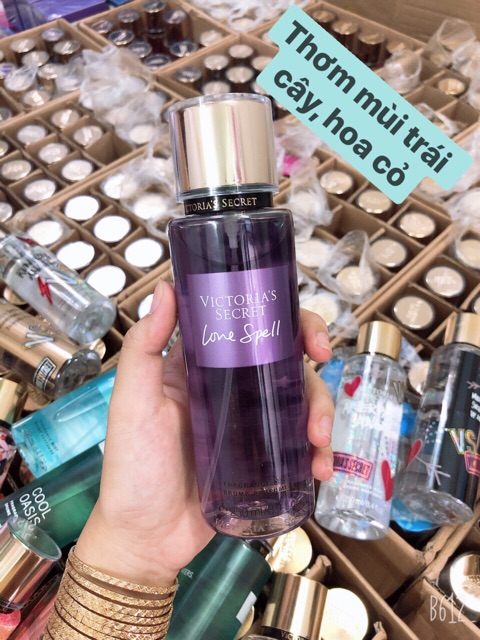 Thơm mùi trái
cây, hoa cỏ
VICTORIA'S SECRET
VICTORIA'S
SECRET
Love Spell
COOL
OASIS
B612